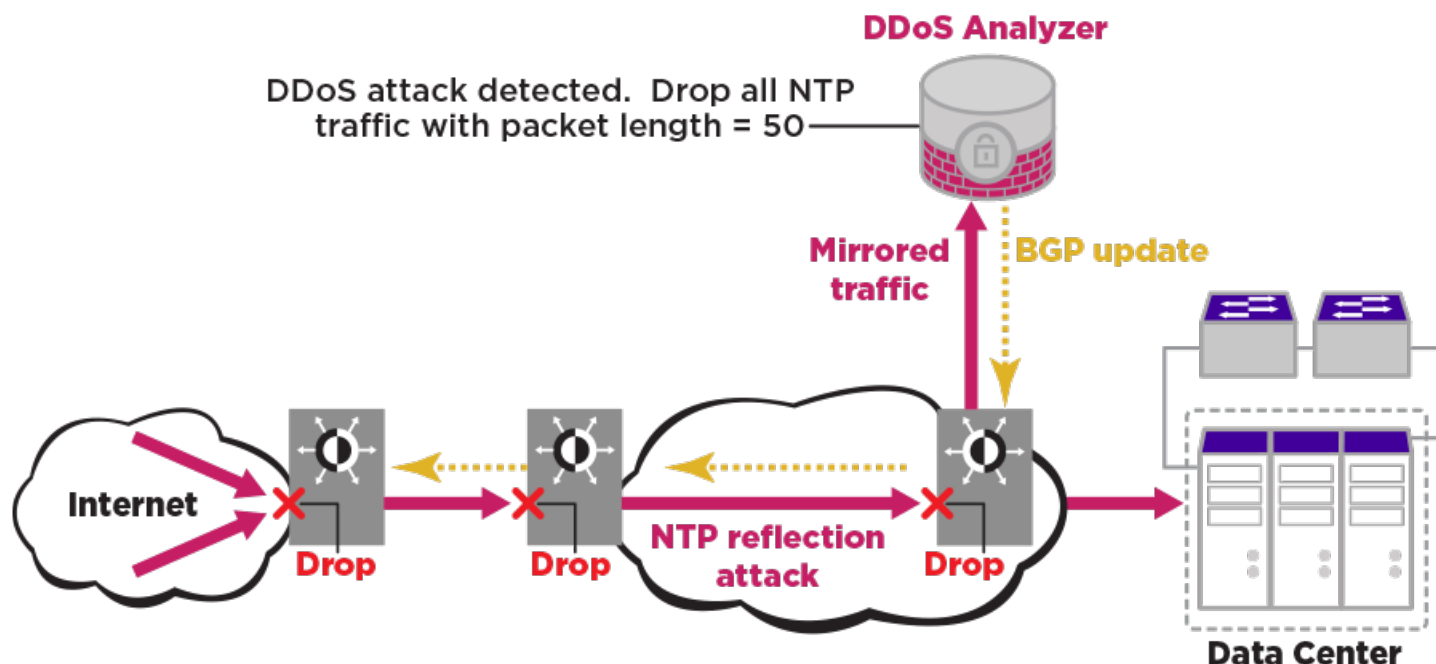 DDoS Analyzer
DDoS attack detected.  Drop all NTP
traffic with packet length = 50
Mirrored
traffic
BGP update
Internet
Drop
Drop
NTP reflection
attack
Drop
Data Center